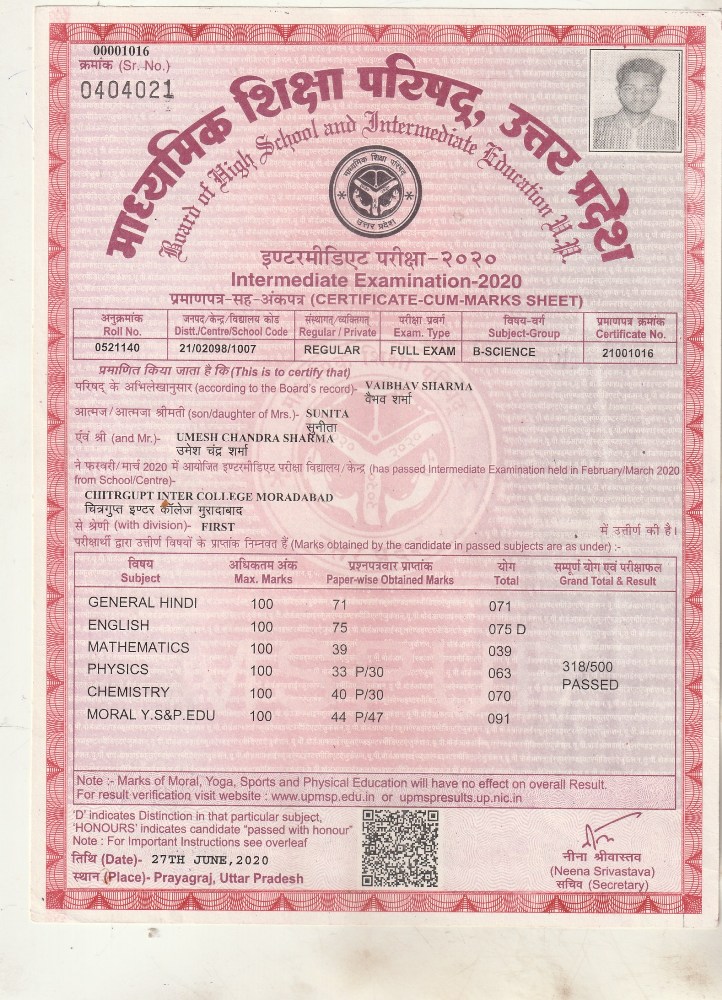 00001016
क्रमांक (Sr. No.)
0404021
माध्यमिक शिक्षा परिषद्, उत्तर प्रदेश
Board of High School and Intermediate Education U.P.
माध्यमिक शिक्षा परिषद्
उत्तर प्रदेश
इण्टरमीडिएट परीक्षा-२०२०
Intermediate Examination-2020
प्रमाणपत्र-सह-अंकपत्र (CERTIFICATE-CUM-MARKS SHEET)
अनुक्रमांक जनपद/केन्द्र/विद्यालय कोड संस्थागत/व्यक्तिगत परीक्षा प्रवर्ग विषय-वर्ग प्रमाणपत्र क्रमांक
Roll No. Distt./Centre/School Code Regular / Private Exam. Type Subject-Group Certificate No.
0521140 21/02098/1007 REGULAR FULL EXAM B-SCIENCE 21001016
प्रमाणित किया जाता है कि (This is to certify that)
परिषद् के अभिलेखानुसार (according to the Board's record)- VAIBHAV SHARMA
वैभव शर्मा
आत्मज/आत्मजा श्रीमती (son/daughter of Mrs.)- SUNITA
सुनीता
एंवं श्री (and Mr.)- UMESH CHANDRA SHARMA
उमेश चंद्र शर्मा
ने फरवरी/मार्च 2020 में आयोजित इण्टरमीडिएट परीक्षा विद्यालय/केन्द्र (has passed Intermediate Examination held in February/March 2020
from School/Centre)-
CHITRGUPT INTER COLLEGE MORADABAD
चित्रगुप्त इण्टर कॉलेज मुरादाबाद
से श्रेणी (with division)- FIRST में उत्तीर्ण की है।
परीक्षार्थी द्वारा उत्तीर्ण विषयों के प्राप्तांक निम्नवत हैं (Marks obtained by the candidate in passed subjects are as under) :-
विषय अधिकतम अंक प्रश्नपत्रवार प्राप्तांक योग सम्पूर्ण योग एवं परीक्षाफल
Subject Max. Marks Paper-wise Obtained Marks Total Grand Total & Result
GENERAL HINDI 100 71 071
ENGLISH 100 75 075 D
MATHEMATICS 100 39 039
PHYSICS 100 33 P/30 063 318/500
PASSED
CHEMISTRY 100 40 P/30 070
MORAL Y.S&P.EDU 100 44 P/47 091
Note :- Marks of Moral, Yoga, Sports and Physical Education will have no effect on overall Result.
For result verification visit website : www.upmsp.edu.in or upmspresults.up.nic.in
'D' indicates Distinction in that particular subject,
'HONOURS' indicates candidate "passed with honour"
Note : For Important Instructions see overleaf
तिथि (Date)- 27TH JUNE,2020
स्थान (Place)- Prayagraj, Uttar Pradesh
नीना श्रीवास्तव
(Neena Srivastava)
सचिव (Secretary)